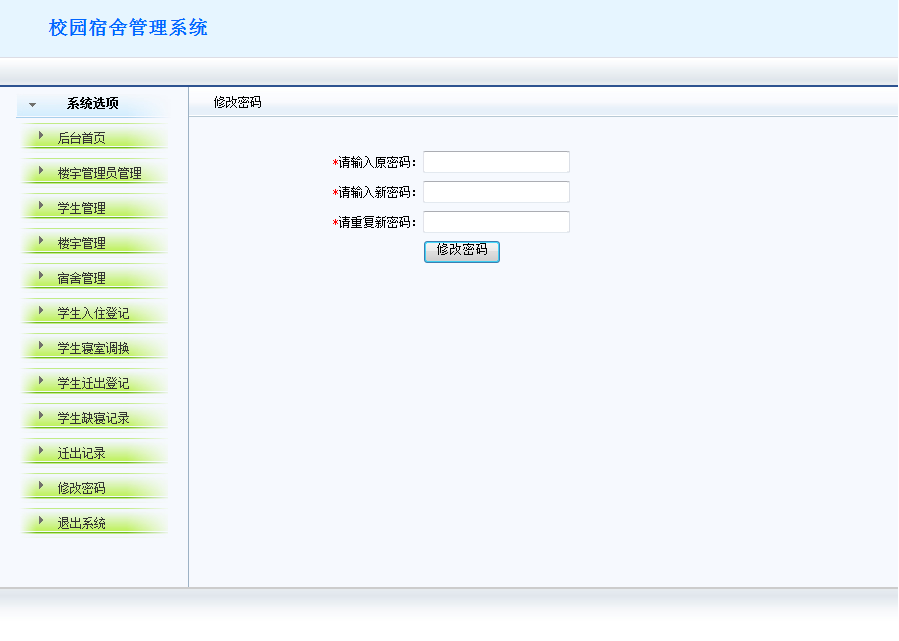 校园宿舍管理系统
系统选项
后台首页
楼宇管理员管理
学生管理
楼宇管理
宿舍管理
学生入住登记
学生寝室调换
学生迁出登记
学生缺寝记录
迁出记录
修改密码
退出系统
修改密码
*请输入原密码：
*请输入新密码：
*请重复新密码：
修改密码